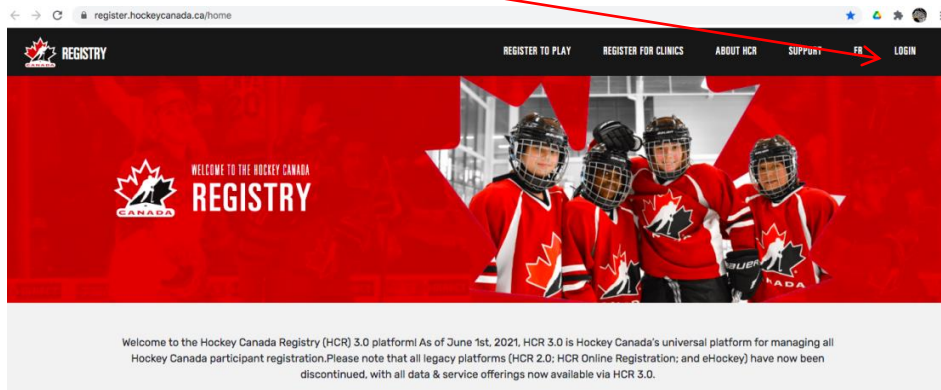 register.hockeycanada.ca/home
CANADA
REGISTRY
REGISTER TO PLAY
REGISTER FOR CLINICS
ABOUT HCR
SUPPORT
FR
LOGIN
CANADA
WELCOME TO THE HOCKEY CANADA
REGISTRY
BAUER
Welcome to the Hockey Canada Registry (HCR) 3.0 platform! As of June 1st, 2021, HCR 3.0 is Hockey Canada's universal platform for managing all
Hockey Canada participant registration.Please note that all legacy platforms (HCR 2.0; HCR Online Registration; and eHockey) have now been
discontinued, with all data & service offerings now available via HCR 3.0.